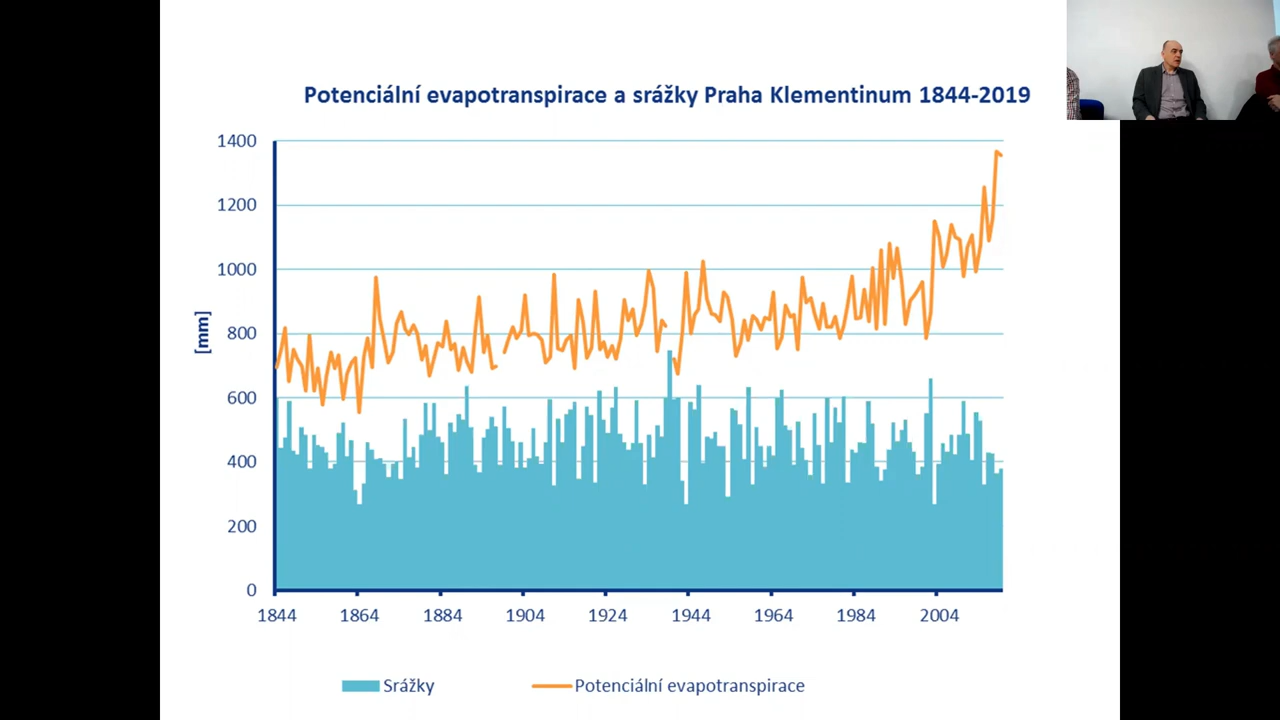 Potenciální evapotranspirace a srážky Praha Klementinum 1844-2019
1400
1200
1000
800
600
400
200
0
[mm]
1844 1864 1884 1904 1924 1944 1964 1984 2004
Srážky Potenciální evapotranspirace